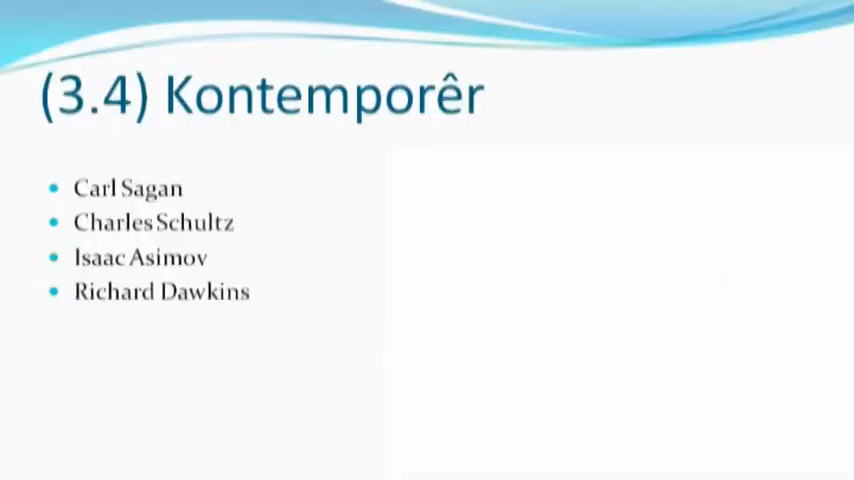 (3.4) Kontemporêr
Carl Sagan
Charles Schultz
Isaac Asimov
Richard Dawkins